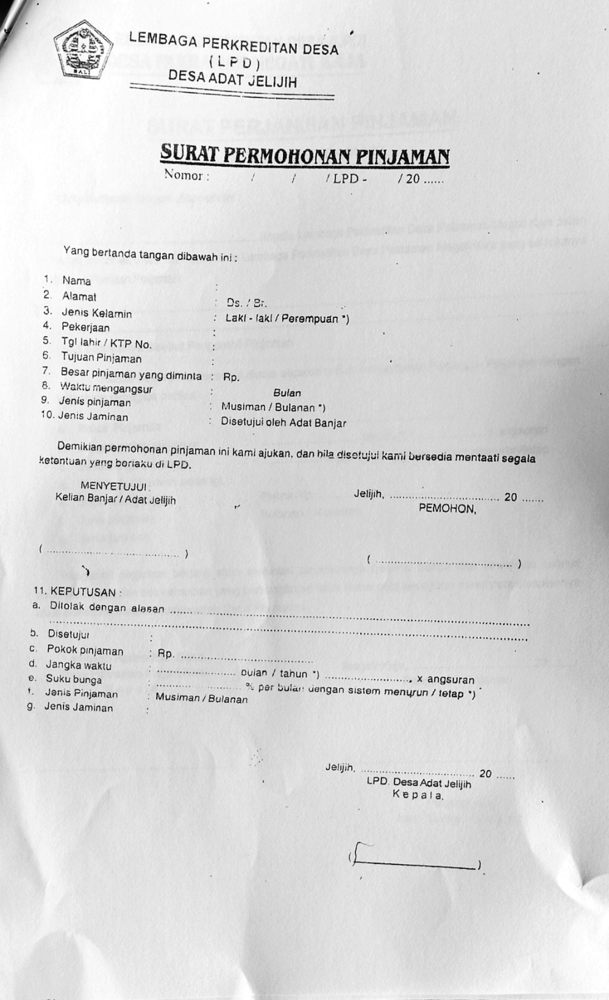 BALI
LEMBAGA PERKREDITAN DESA
( L P D )
DESA ADAT JELIJIH
SURAT PERMOHONAN PINJAMAN
Nomor : / / / LPD - / 20 ......
Yang bertanda tangan dibawah ini :
1. Nama :
2. Alamat : Ds. / Br.
3. Jenis Kelamin : Laki - laki / Perempuan *)
4. Pekerjaan :
5. Tgl lahir / KTP No. :
6. Tujuan Pinjaman :
7. Besar pinjaman yang diminta : Rp.
8. Waktu mengangsur : Bulan
9. Jenis pinjaman : Musiman / Bulanan *)
10. Jenis Jaminan : Disetujui oleh Adat Banjar
Demikian permohonan pinjaman ini kami ajukan, dan bila disetujui kami bersedia mentaati segala
ketentuan yang berlaku di LPD.
MENYETUJUI :
Kelian Banjar / Adat Jelijih
Jelijih, .................................. 20 .......
PEMOHON,
( ........................................ )
( ........................................ )
11. KEPUTUSAN :
a. Ditolak dengan alasan ....................................................................
....................................................................................
b. Disetujui :
c. Pokok pinjaman : Rp. ........................................
d. Jangka waktu : ........................ bulan / tahun *) .........................., x angsuran
e. Suku bunga : ........................ % per bulan dengan sistem menurun / tetap *)
f. Jenis Pinjaman : Musiman / Bulanan
g. Jenis Jaminan :
Jelijih, .................................. 20 ......
LPD. Desa Adat Jelijih
K e p a l a,
(____________________)